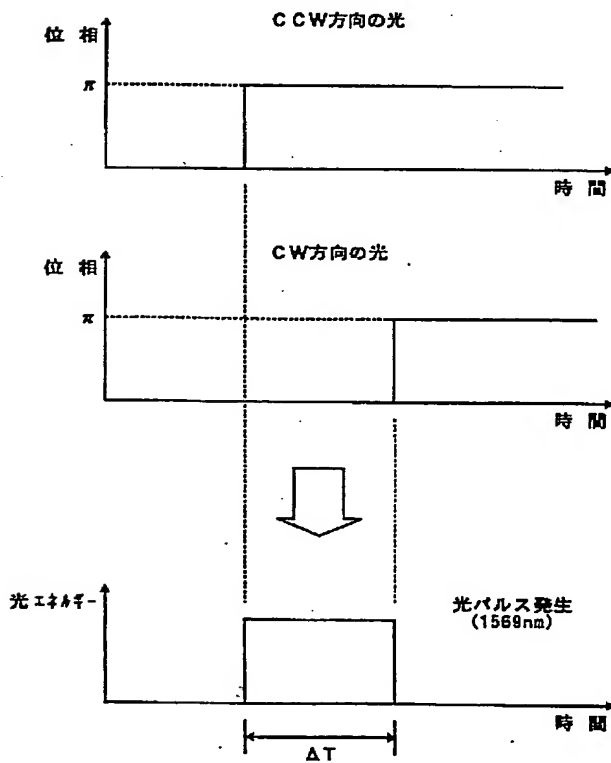 CCW方向の光
位相
π
時間
CW方向の光
位相
π
時間
光エネルギー
光パルス発生
(1569nm)
時間
ΔT